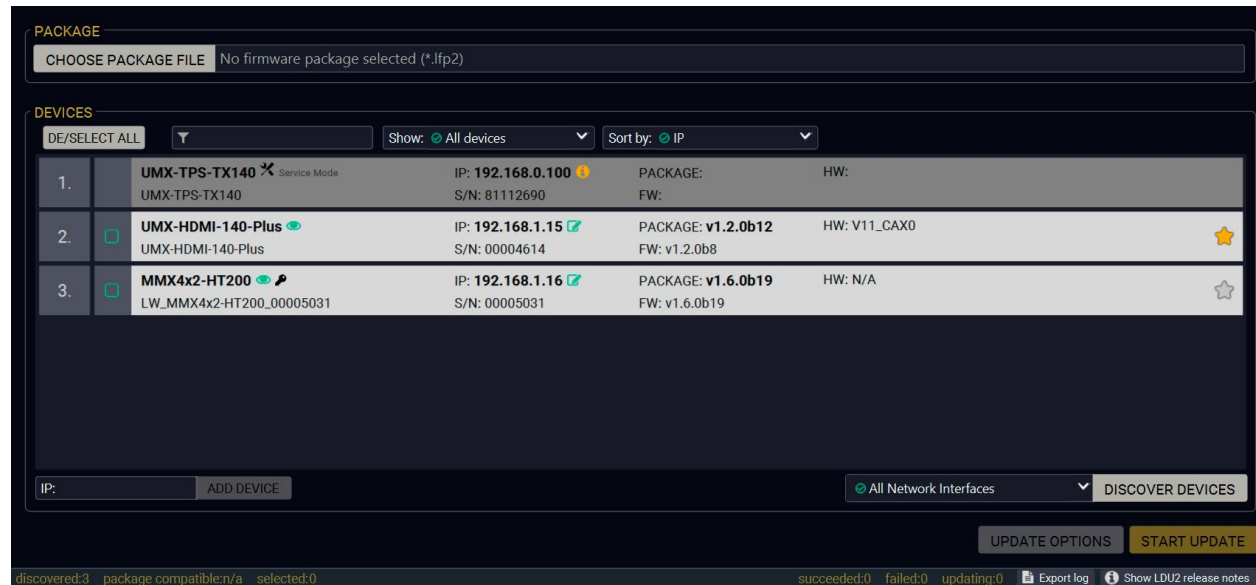 PACKAGE
CHOOSE PACKAGE FILE No firmware package selected (*.lfp2)
DEVICES
DE/SELECT ALL Show: All devices Sort by: IP
1. UMX-TPS-TX140 Service Mode IP: 192.168.0.100 PACKAGE: HW:
UMX-TPS-TX140 S/N: 81112690 FW:
2. UMX-HDMI-140-Plus IP: 192.168.1.15 PACKAGE: v1.2.0b12 HW: V11_CAX0
UMX-HDMI-140-Plus S/N: 00004614 FW: v1.2.0b8
3. MMX4x2-HT200 IP: 192.168.1.16 PACKAGE: v1.6.0b19 HW: N/A
LW_MMX4x2-HT200_00005031 S/N: 00005031 FW: v1.6.0b19
IP: ADD DEVICE All Network Interfaces DISCOVER DEVICES
UPDATE OPTIONS START UPDATE
discovered:3 package compatible:n/a selected:0 succeeded:0 failed:0 updating:0 Export log Show LDU2 release notes